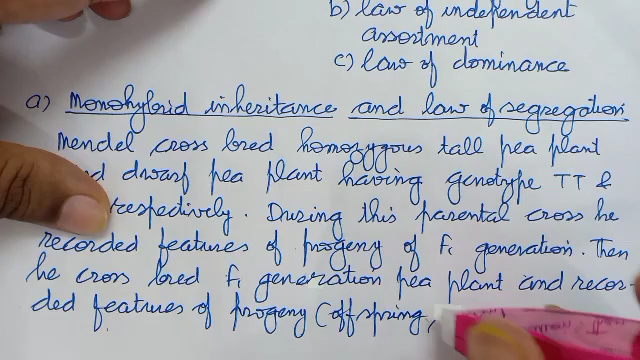 b) law of independent
assortment
c) law of dominance
a) Monohybrid inheritance and law of segregation
Mendel cross bred homozygous tall pea plant
dwarf pea plant having genotype TT &
respectively. During this parental cross he
recorded features of progeny of F1 generation. Then
he cross bred F1 generation pea plant and recor-
ded features of progeny (offspring,